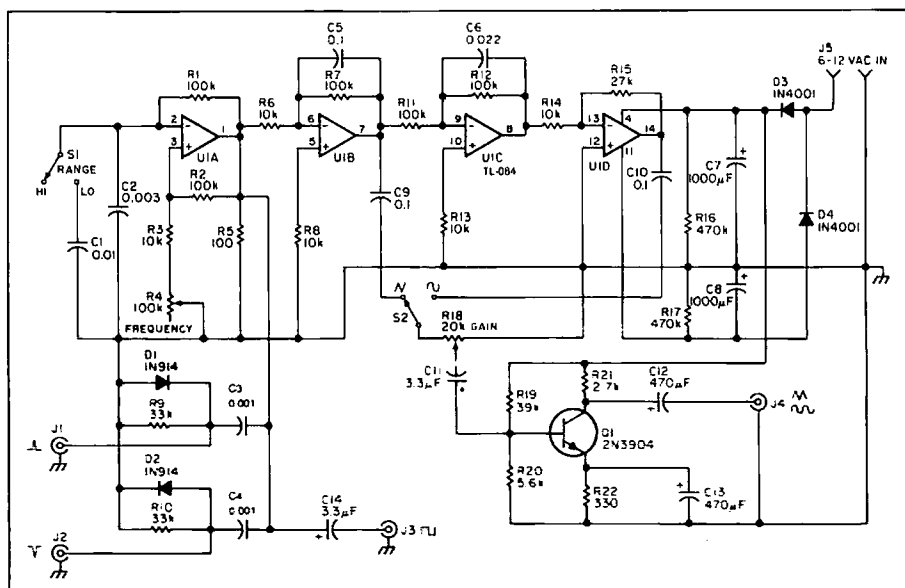 C5
0.1
C6
0.022
J5
6-12 VAC IN
R1
100k
R7
100k
R12
100k
R15
27k
D3
1N4001
R6
10k
R11
100k
R14
10k
2
3
1
U1A
6
5
7
U1B
9
10
8
U1C
TL-084
13
12
4
11
14
U1D
S1
RANGE
HI
LO
C2
0.003
R2
100k
C9
0.1
C10
0.1
C7
1000µF
R16
470k
D4
1N4001
C1
0.01
R3
10k
R5
100
R8
10k
R13
10k
R4
100k
FREQUENCY
S2
R18
20k GAIN
R17
470k
C8
1000µF
D1
1N914
R9
33k
C3
0.001
C11
3.3µF
R19
39k
R21
2.7k
C12
470µF
J4
J1
Q1
2N3904
D2
1N914
R10
33k
C4
0.001
C14
3.3µF
J3
R20
5.6k
R22
330
C13
470µF
J2